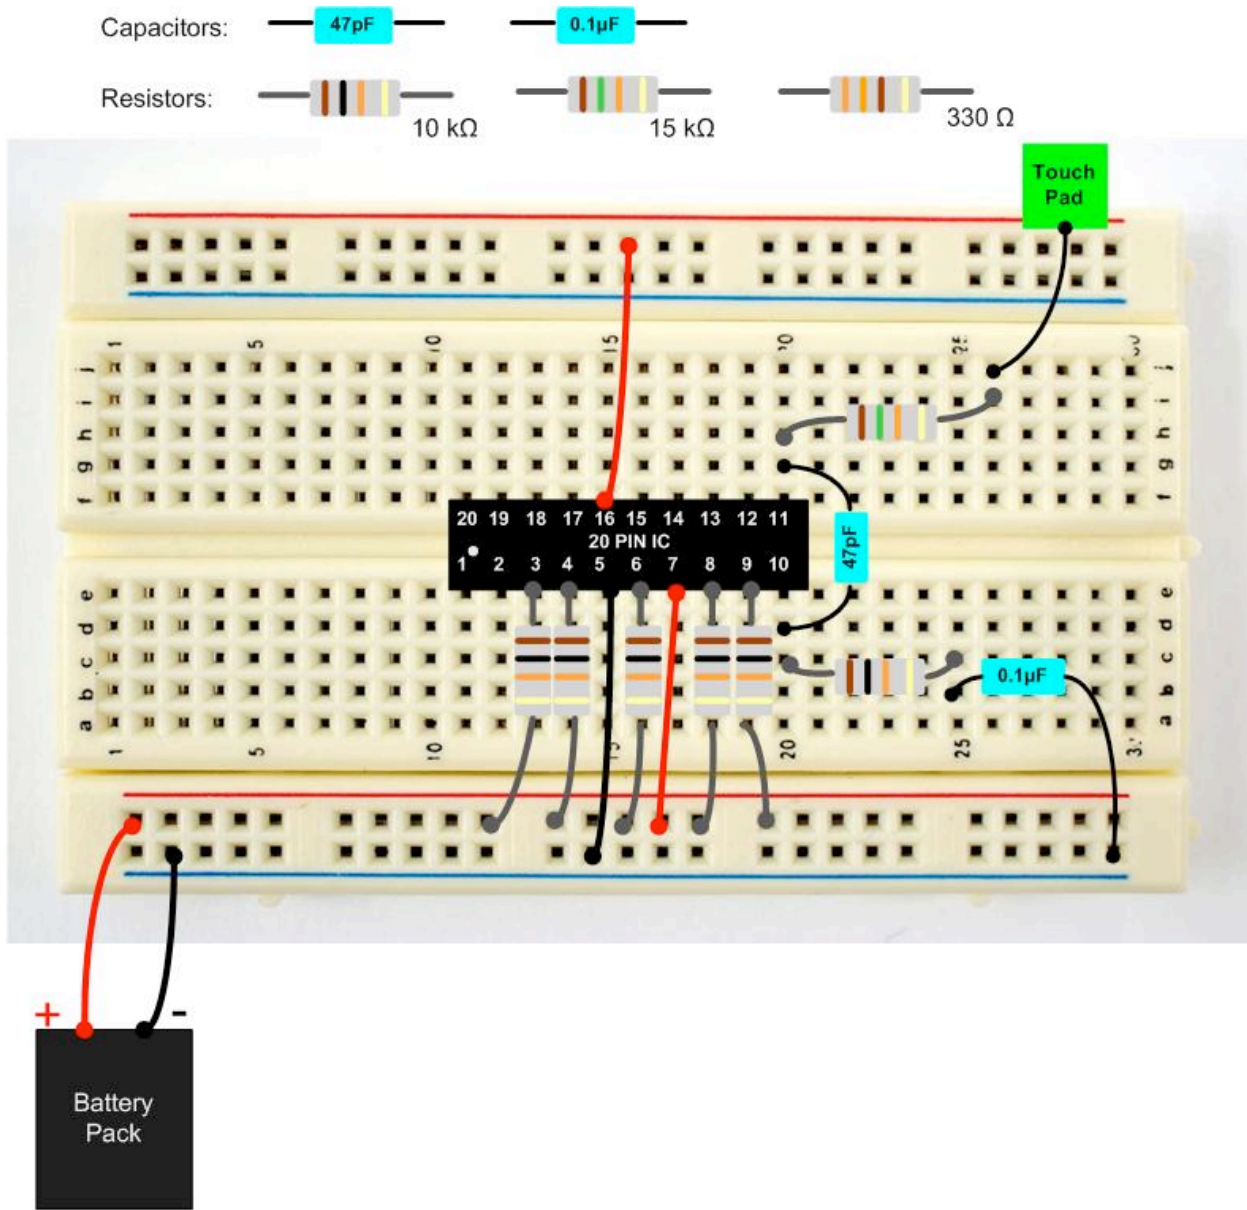 Capacitors: 47pF 0.1µF
Resistors:
10 kΩ 15 kΩ 330 Ω
Touch
Pad
1 5 10 15 20 25 30
j j
i i
h h
g g
f f
20 19 18 17 16 15 14 13 12 11
20 PIN IC
1 2 3 4 5 6 7 8 9 10
47pF
e e
d d
c c
0.1µF
b b
a a
1 5 10 15 20 25
+ -
Battery
Pack